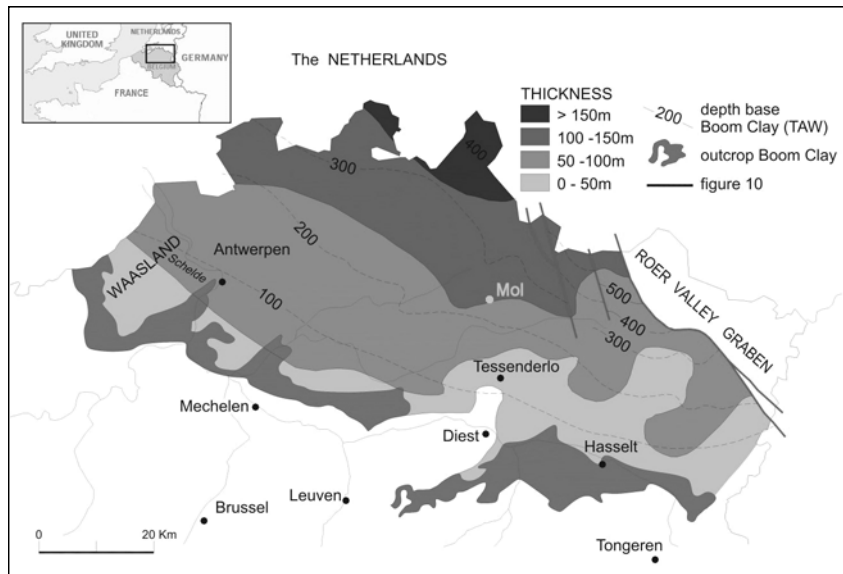 UNITED
KINGDOM
NETHERLANDS
GERMANY
BELGIUM
FRANCE
The NETHERLANDS
THICKNESS
> 150m
100 -150m
50 -100m
0 - 50m
200
depth base
Boom Clay (TAW)
outcrop Boom Clay
figure 10
400
300
200
100
500
400
300
WAASLAND
Schelde
Antwerpen
Mol
ROER VALLEY GRABEN
Tessenderlo
Mechelen
Diest
Hasselt
Leuven
Brussel
Tongeren
0
20 Km